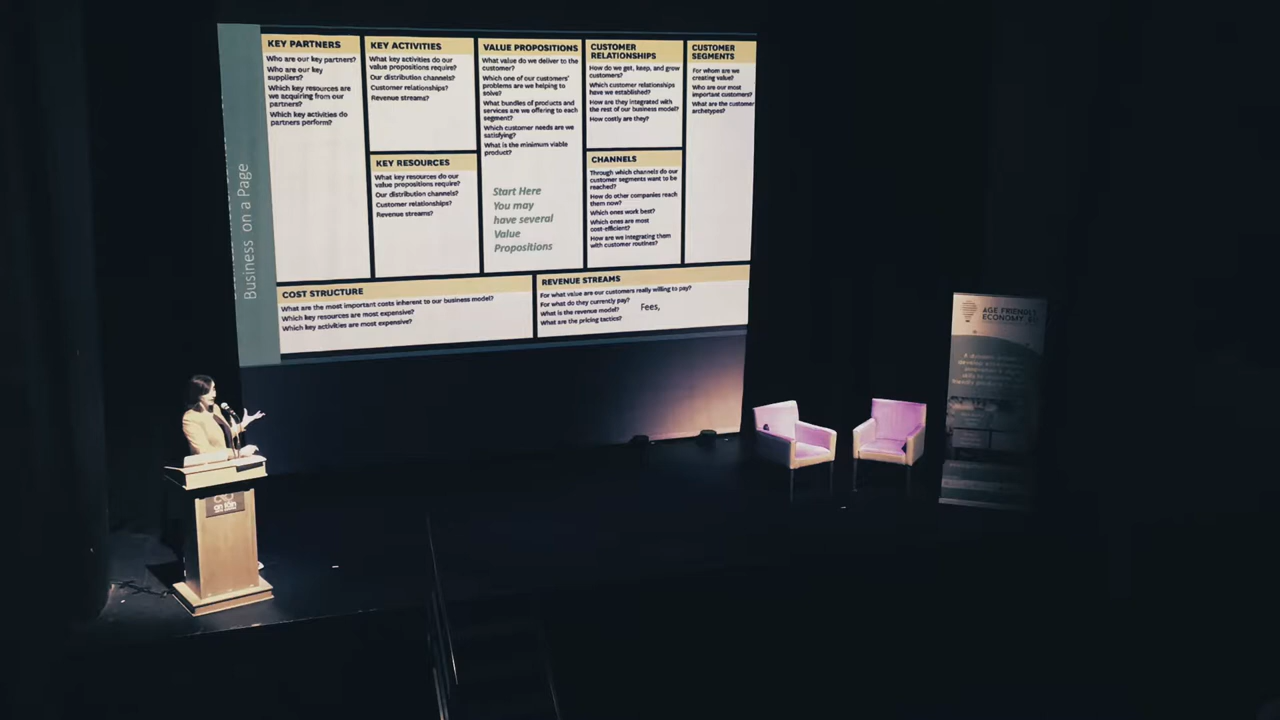 Business on a Page
KEY PARTNERS
Who are our key partners?
Who are our key
suppliers?
Which key resources are
we acquiring from our
partners?
Which key activities do
partners perform?
KEY ACTIVITIES
What key activities do our
value propositions require?
Our distribution channels?
Customer relationships?
Revenue streams?
KEY RESOURCES
What key resources do our
value propositions require?
Our distribution channels?
Customer relationships?
Revenue streams?
VALUE PROPOSITIONS
What value do we deliver to the
customer?
Which one of our customers'
problems are we helping to
solve?
What bundles of products and
services are we offering to each
segment?
Which customer needs are we
satisfying?
What is the minimum viable
product?
Start Here
You may
have several
Value
Propositions
CUSTOMER
RELATIONSHIPS
How do we get, keep, and grow
customers?
Which customer relationships
have we established?
How are they integrated with
the rest of our business model?
How costly are they?
CHANNELS
Through which channels do our
customer segments want to be
reached?
How do other companies reach
them now?
Which ones work best?
Which ones are most
cost-efficient?
How are we integrating them
with customer routines?
CUSTOMER
SEGMENTS
For whom are we
creating value?
Who are our most
important customers?
What are the customer
archetypes?
COST STRUCTURE
What are the most important costs inherent to our business model?
Which key resources are most expensive?
Which key activities are most expensive?
REVENUE STREAMS
For what value are our customers really willing to pay?
For what do they currently pay?
What is the revenue model?
What are the pricing tactics?
Fees,
AGE FRIENDLY
ECONOMY